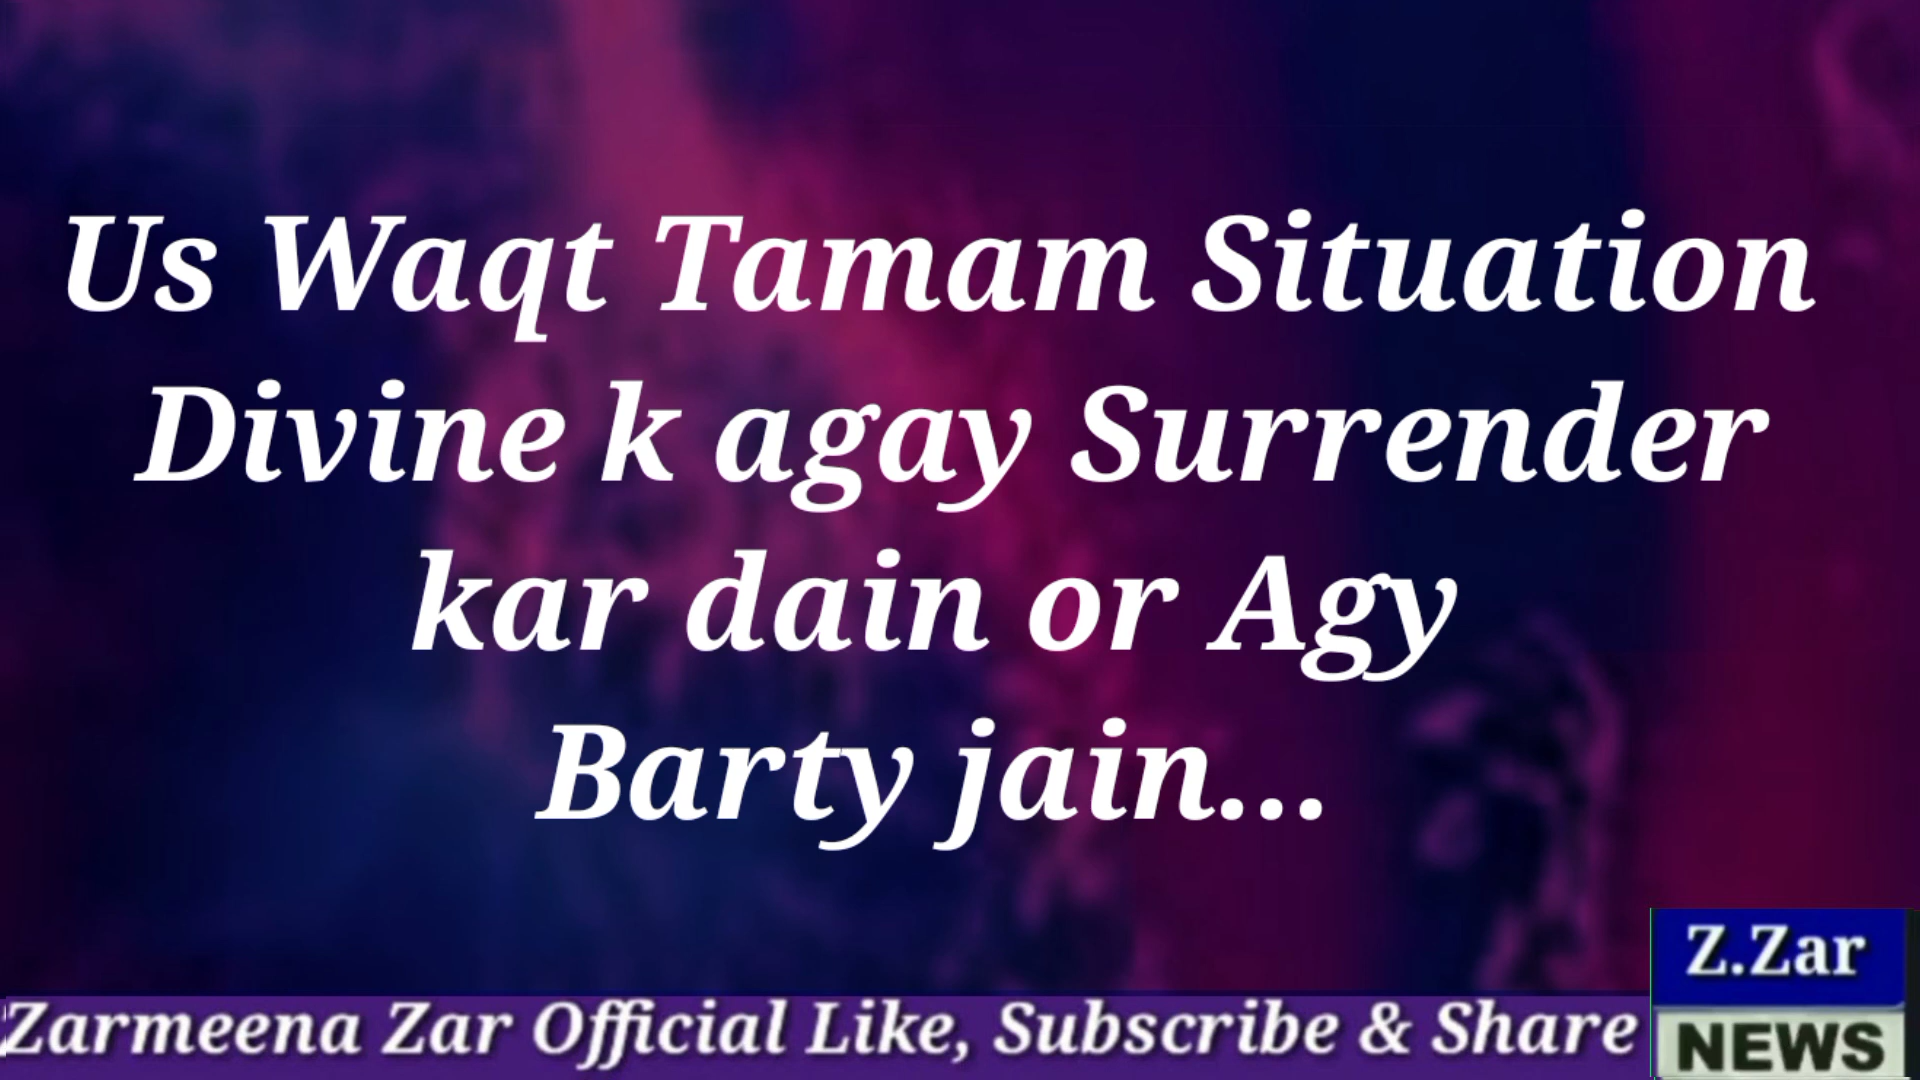 Us Waqt Tamam Situation
Divine k agay Surrender
kar dain or Agy
Barty jain...
Z.Zar
NEWS
Zarmeena Zar Official Like, Subscribe & Share